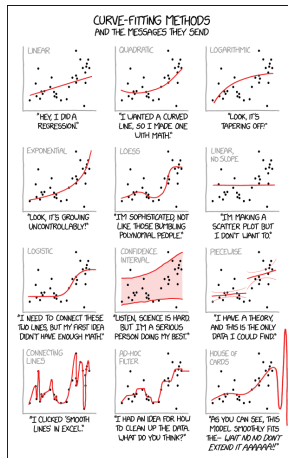 CURVE-FITTING METHODS
AND THE MESSAGES THEY SEND
LINEAR
"HEY, I DID A
REGRESSION."
QUADRATIC
"I WANTED A CURVED
LINE, SO I MADE ONE
WITH MATH."
LOGARITHMIC
"LOOK, IT'S
TAPERING OFF!"
EXPONENTIAL
"LOOK, IT'S GROWING
UNCONTROLLABLY!"
LOESS
"I'M SOPHISTICATED, NOT
LIKE THOSE BUMBLING
POLYNOMIAL PEOPLE."
LINEAR,
NO SLOPE
"I'M MAKING A
SCATTER PLOT BUT
I DON'T WANT TO."
LOGISTIC
"I NEED TO CONNECT THESE
TWO LINES, BUT MY FIRST IDEA
DIDN'T HAVE ENOUGH MATH."
CONFIDENCE
INTERVAL
"LISTEN, SCIENCE IS HARD.
BUT I'M A SERIOUS
PERSON DOING MY BEST."
PIECEWISE
"I HAVE A THEORY,
AND THIS IS THE ONLY
DATA I COULD FIND."
CONNECTING
LINES
"I CLICKED 'SMOOTH
LINES' IN EXCEL."
AD-HOC
FILTER
"I HAD AN IDEA FOR HOW
TO CLEAN UP THE DATA.
WHAT DO YOU THINK?"
HOUSE OF
CARDS
"AS YOU CAN SEE, THIS
MODEL SMOOTHLY FITS
THE- WAIT NO NO DON'T
EXTEND IT AAAAAA!!"